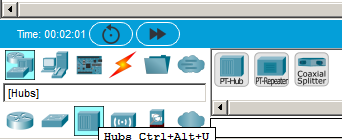 Time: 00:02:01
PT-Hub
PT-Repeater
Coaxial
Splitter
[Hubs]
Hubs Ctrl+Alt+U